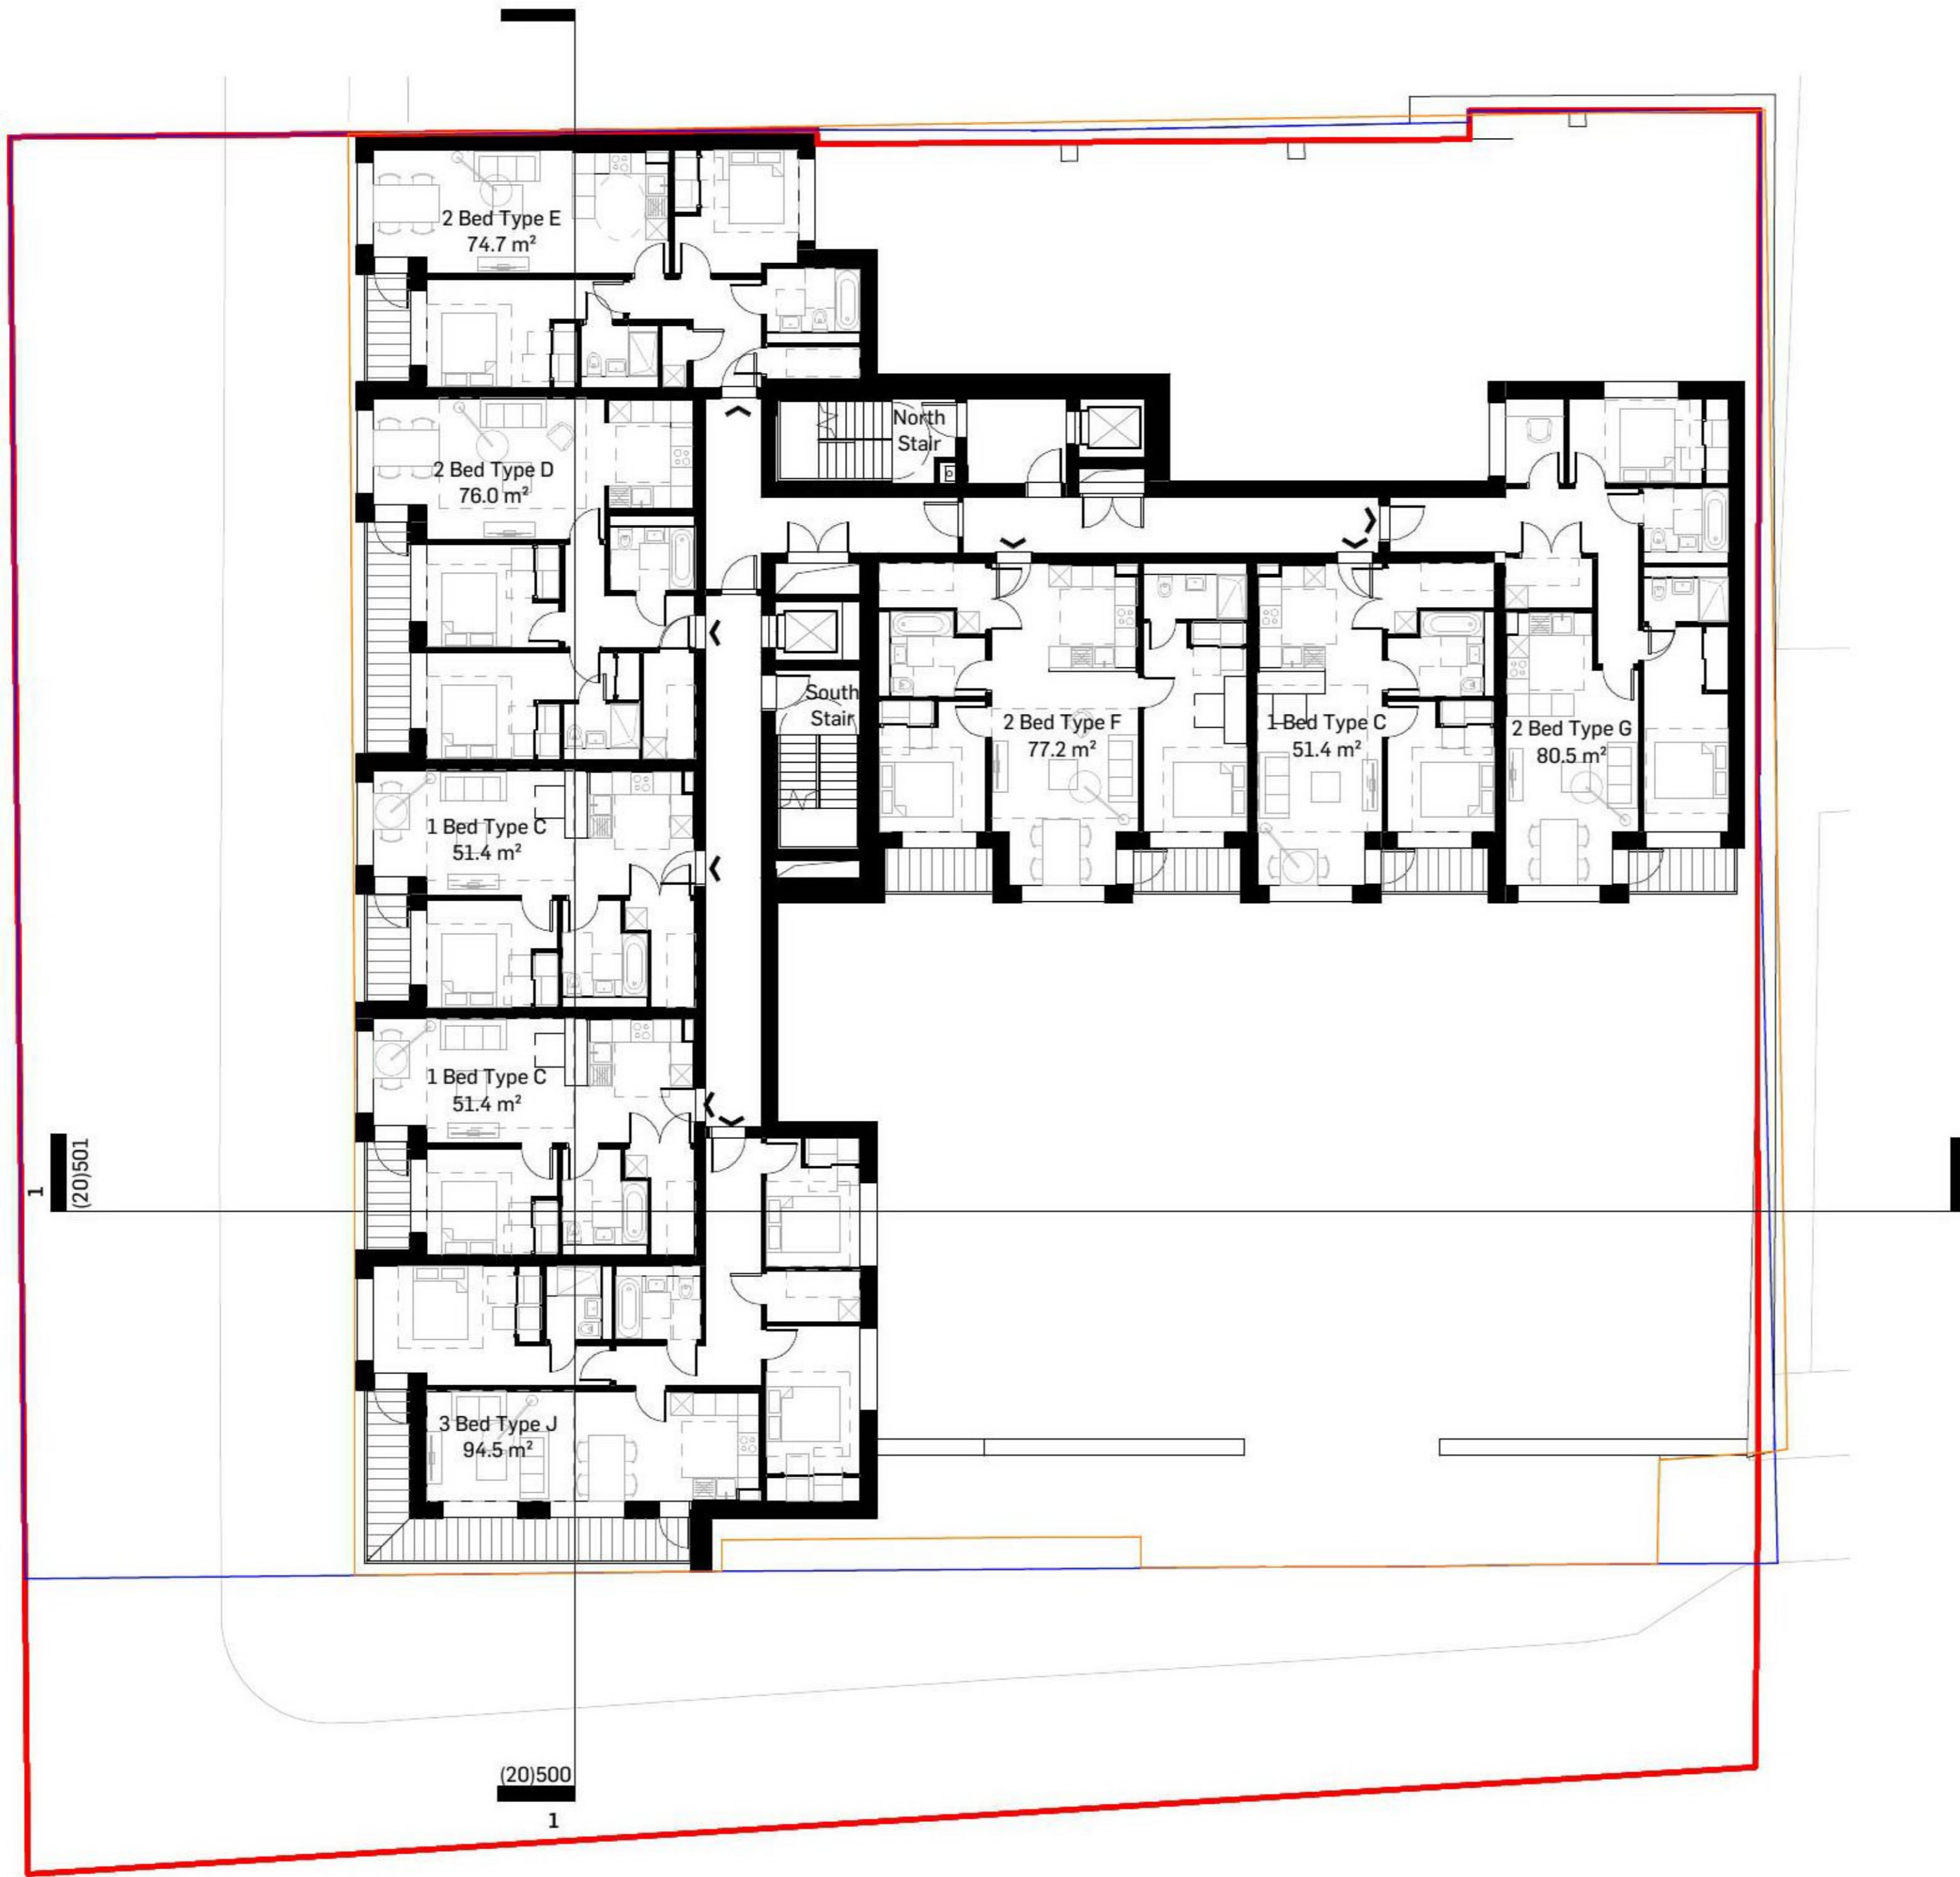 2 Bed Type E
74.7 m²
North
Stair
2 Bed Type D
76.0 m²
South
Stair
2 Bed Type F
77.2 m²
1 Bed Type C
51.4 m²
2 Bed Type G
80.5 m²
1 Bed Type C
51.4 m²
1 Bed Type C
51.4 m²
1
(20)501
3 Bed Type J
94.5 m²
(20)500
1